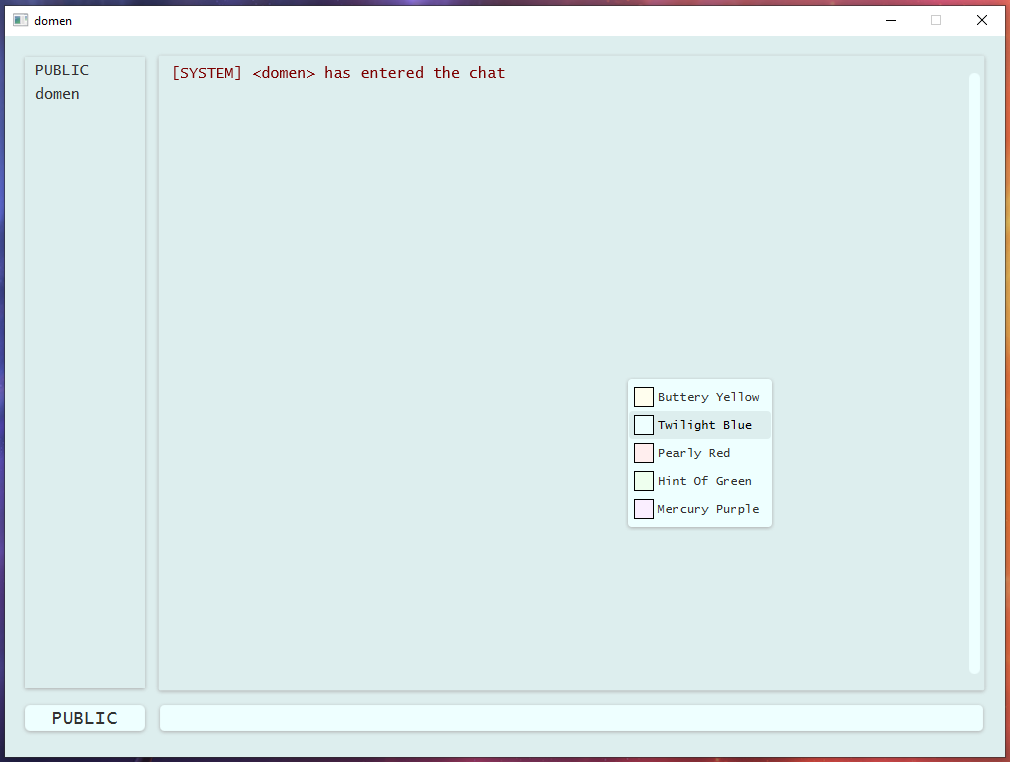 domen
PUBLIC
domen
[SYSTEM] <domen> has entered the chat
Buttery Yellow
Twilight Blue
Pearly Red
Hint Of Green
Mercury Purple
PUBLIC